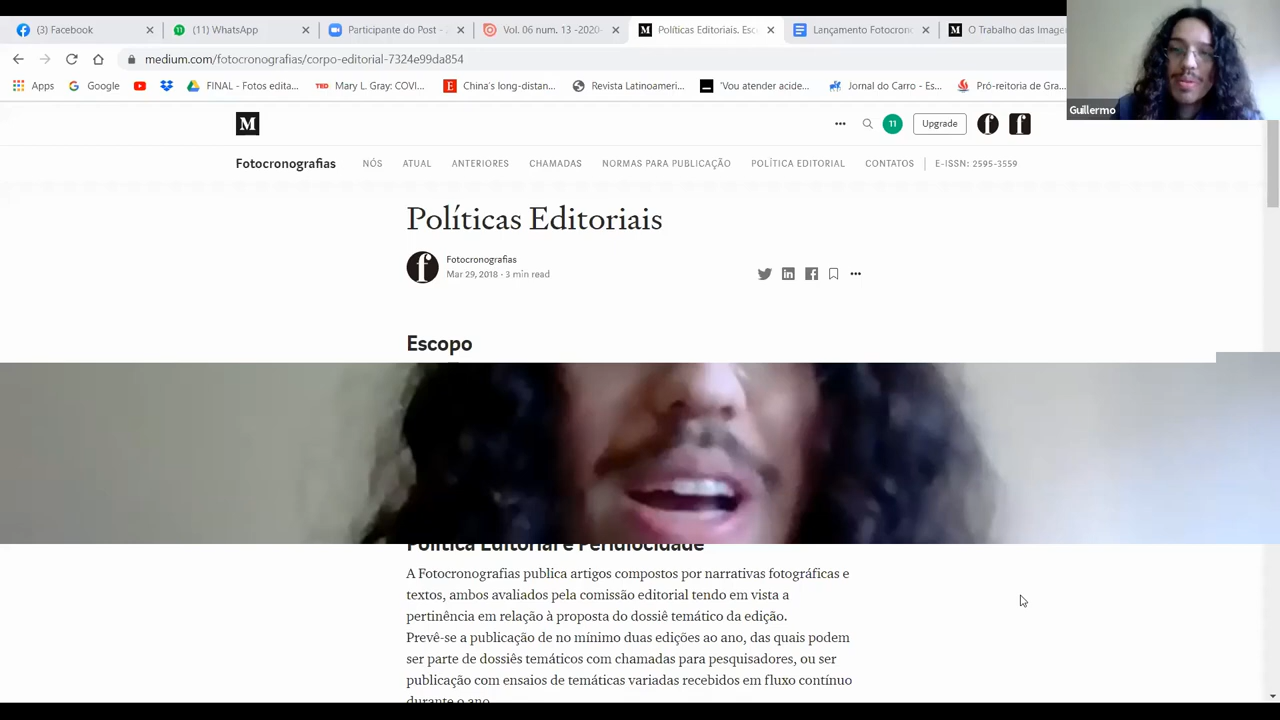 (3) Facebook
(11) WhatsApp
Participante do Post -
Vol. 06 num. 13 -2020-
Políticas Editoriais. Esc
Lançamento Fotocron
O Trabalho das Image
medium.com/fotocronografias/corpo-editorial-7324e99da854
Apps
Google
FINAL - Fotos edita...
TED
Mary L. Gray: COVI...
China's long-distan...
Revista Latinoameri...
'Vou atender acide...
Jornal do Carro - Es...
Pró-reitoria de Gra...
Guillermo
M
11
Upgrade
Fotocronografias
NÓS
ATUAL
ANTERIORES
CHAMADAS
NORMAS PARA PUBLICAÇÃO
POLÍTICA EDITORIAL
CONTATOS
E-ISSN: 2595-3559
Políticas Editoriais
Fotocronografias
Mar 29, 2018 · 3 min read
Escopo
Política Editorial e Peridiocidade
A Fotocronografias publica artigos compostos por narrativas fotográficas e
textos, ambos avaliados pela comissão editorial tendo em vista a
pertinência em relação à proposta do dossiê temático da edição.
Prevê-se a publicação de no mínimo duas edições ao ano, das quais podem
ser parte de dossiês temáticos com chamadas para pesquisadores, ou ser
publicação com ensaios de temáticas variadas recebidos em fluxo contínuo
durante o ano